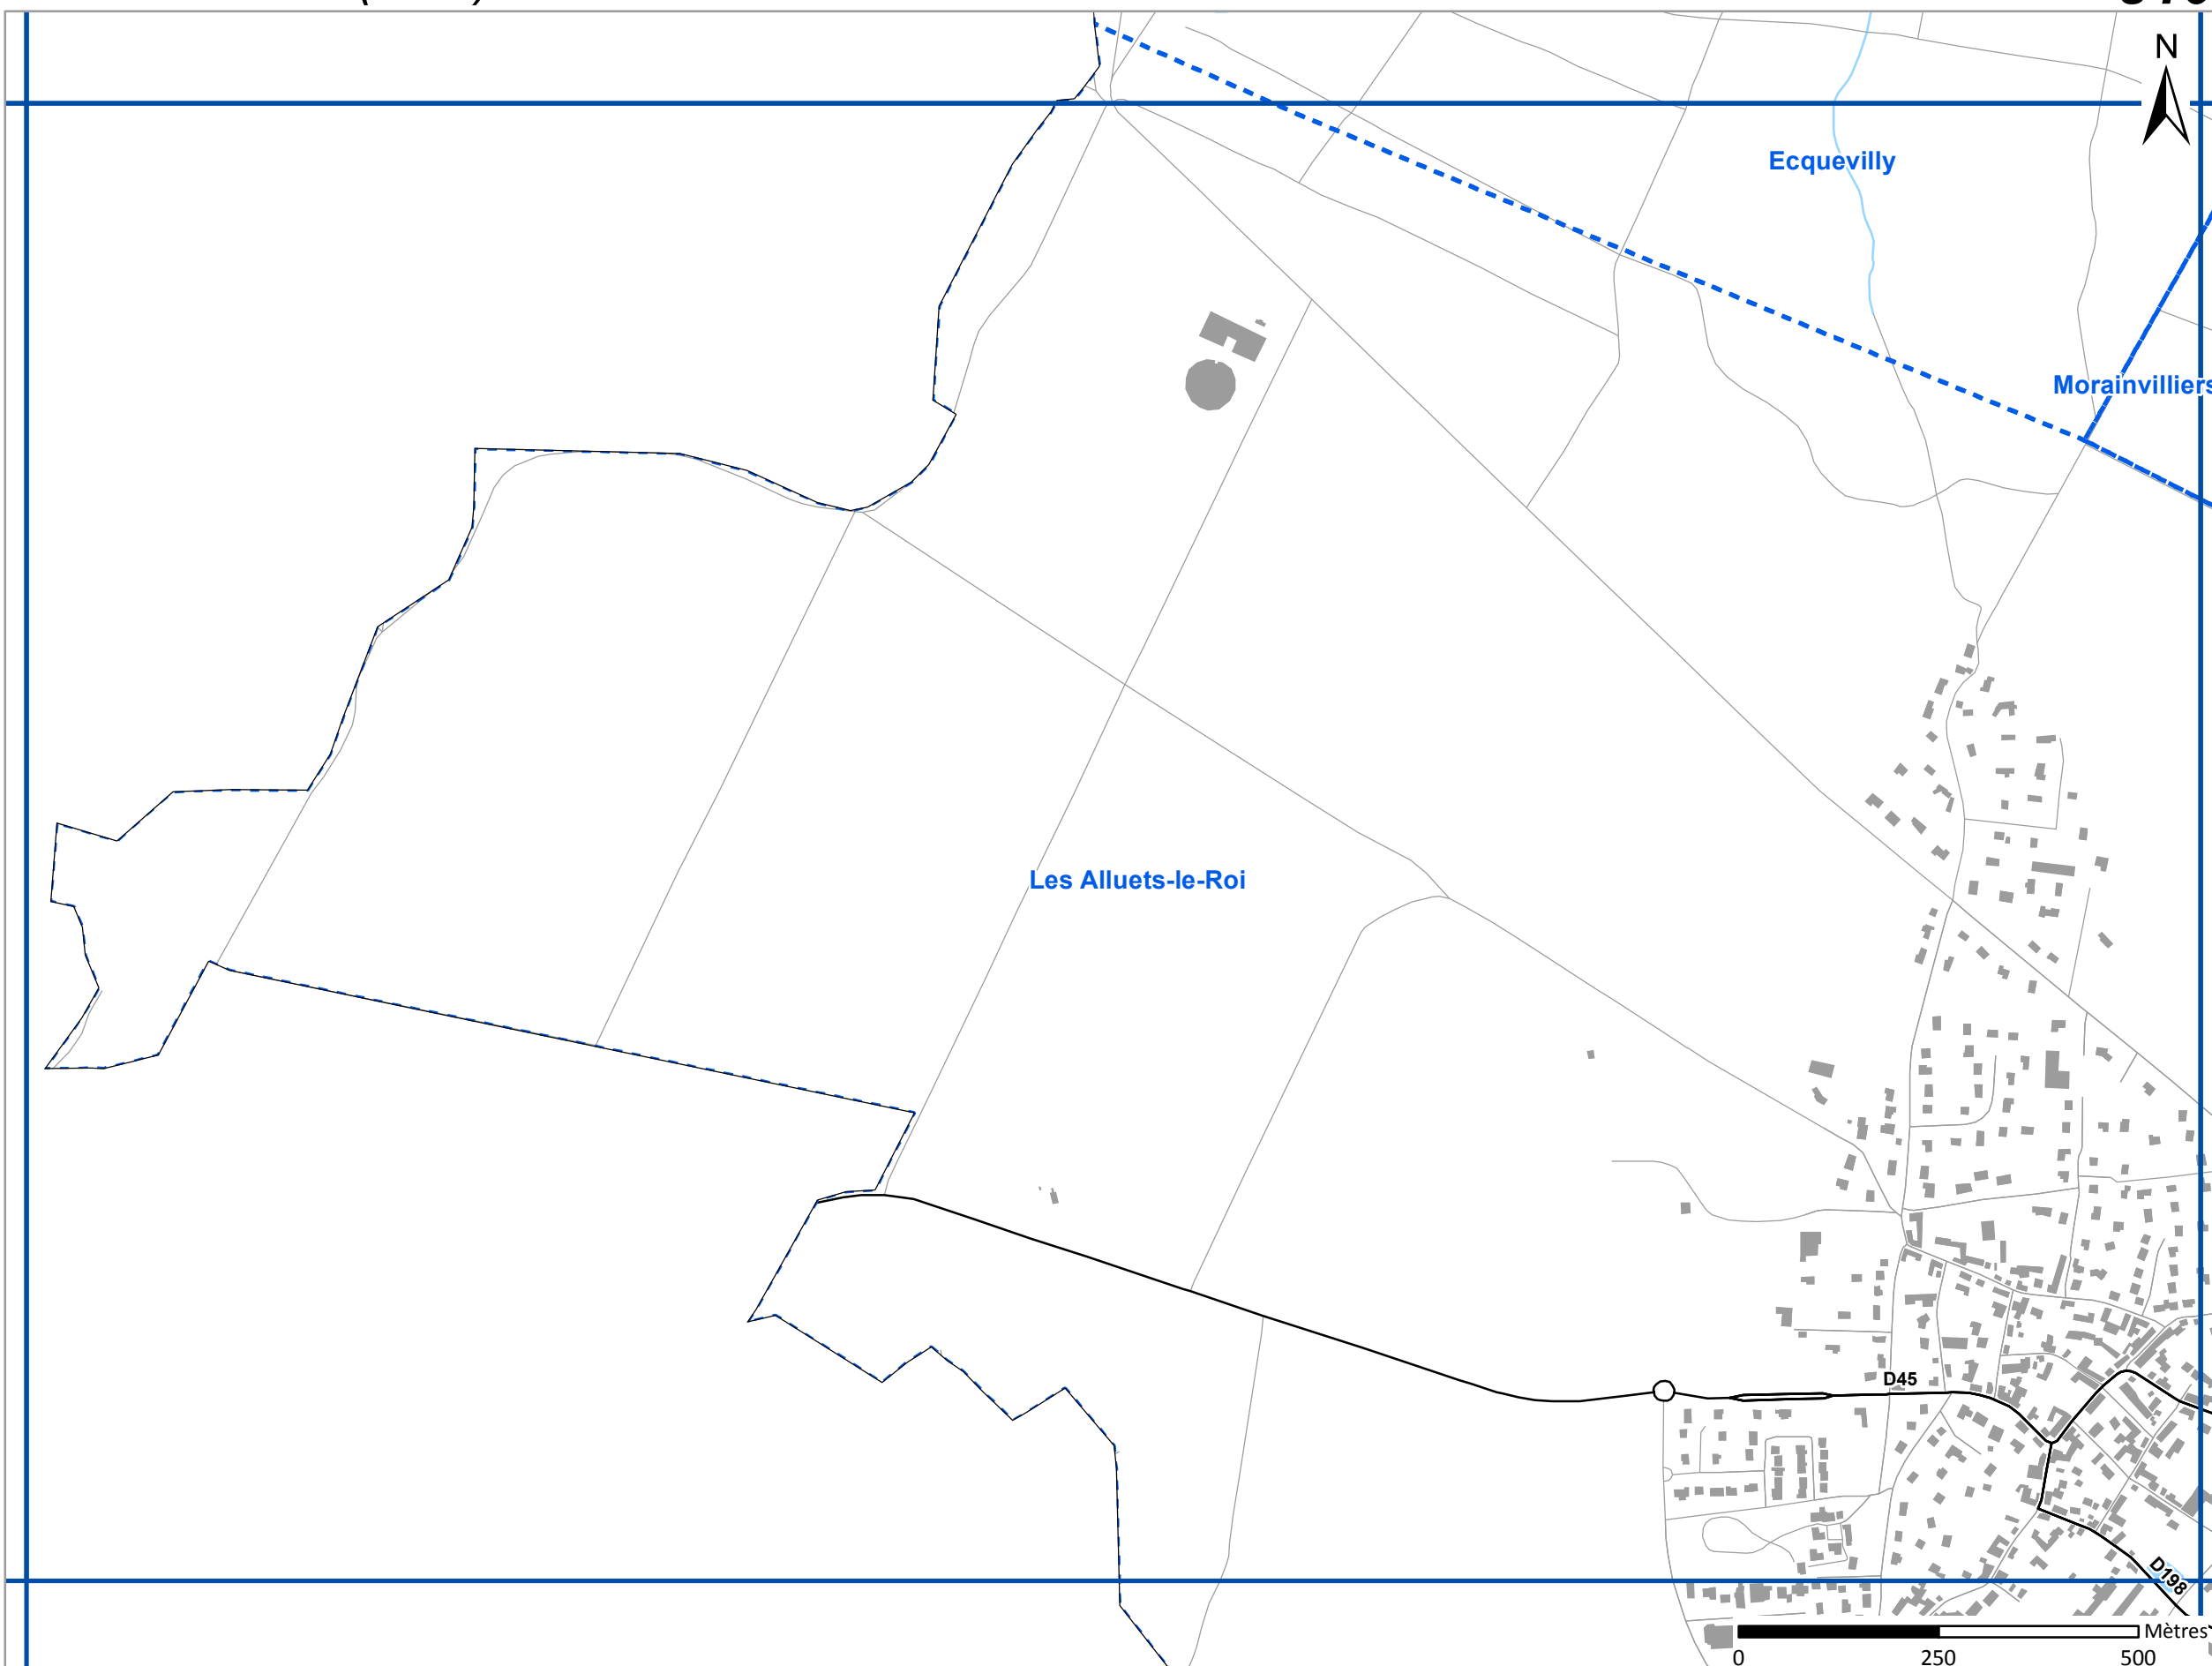 N
Ecquevilly
Morainvilliers
Les Alluets-le-Roi
D45
D198
Mètres
0 250 500